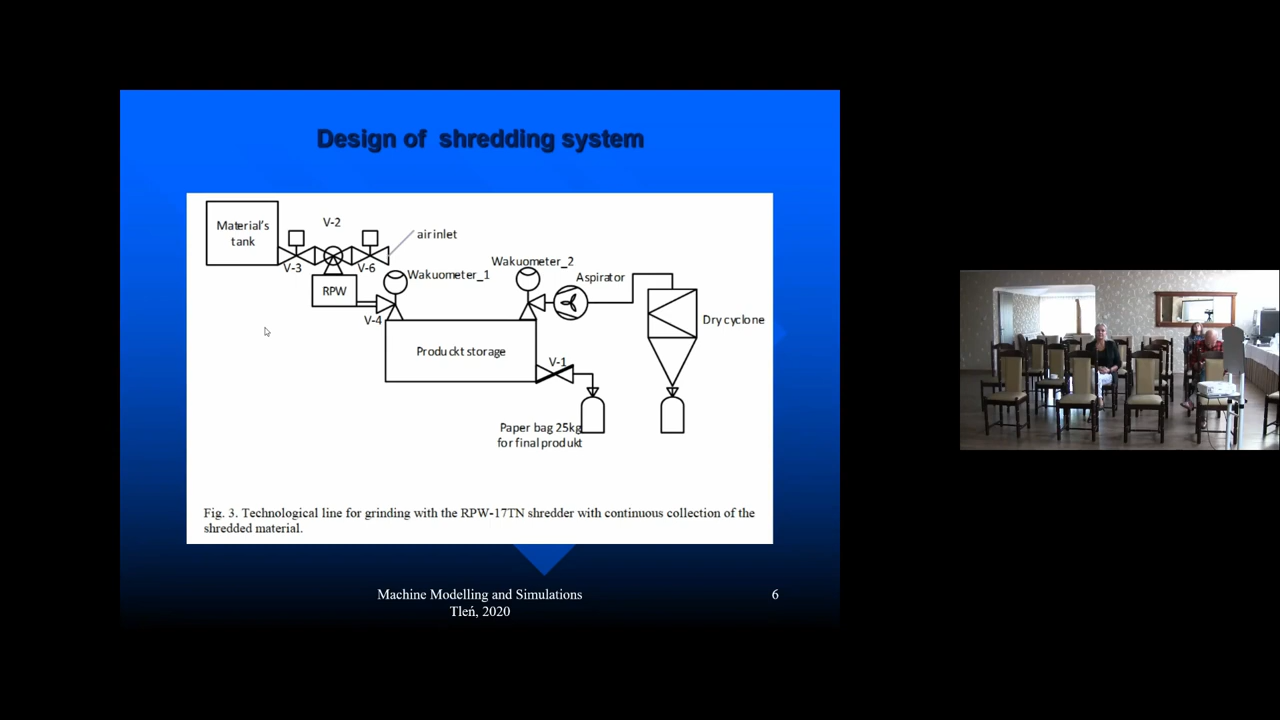 Design of shredding system
Material's
tank
V-2
air inlet
V-3
V-6
RPW
Wakuometer_1
V-4
Wakuometer_2
Aspirator
Dry cyclone
Produckt storage
V-1
Paper bag 25kg
for final produkt
Fig. 3. Technological line for grinding with the RPW-17TN shredder with continuous collection of the
shredded material.
Machine Modelling and Simulations
Tleń, 2020
6